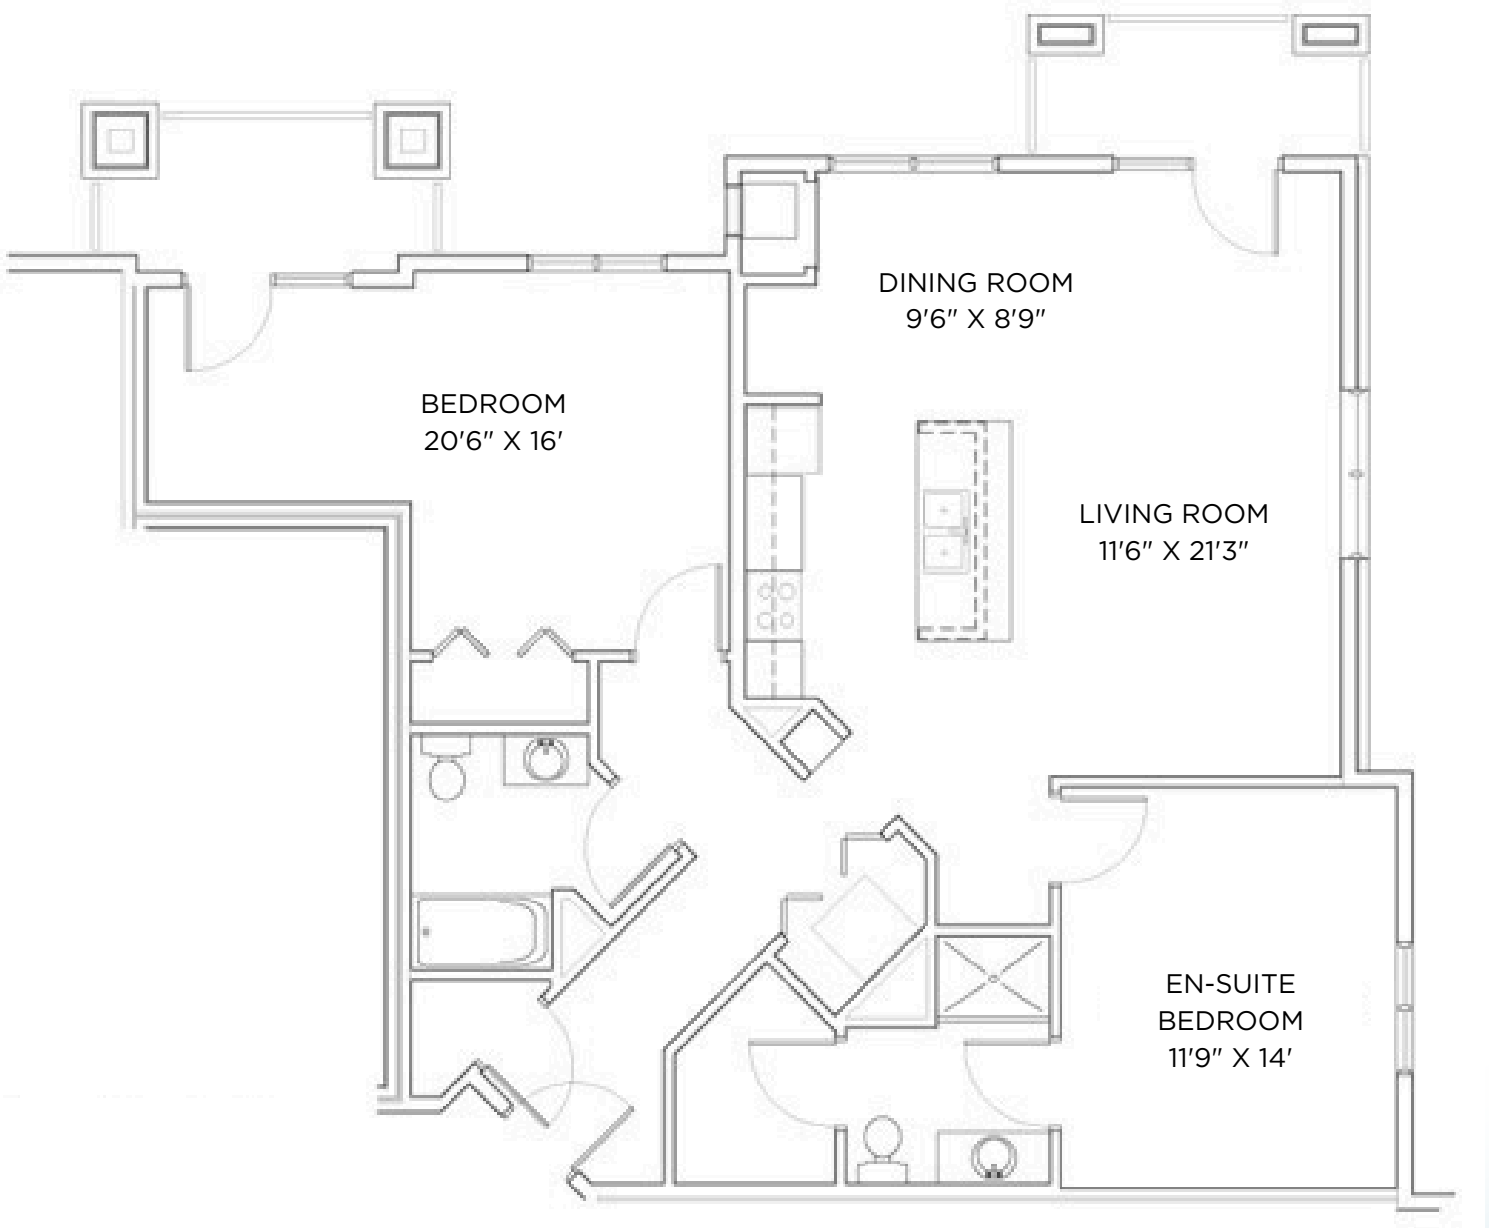 DINING ROOM
9'6" X 8'9"
BEDROOM
20'6" X 16'
LIVING ROOM
11'6" X 21'3"
EN-SUITE
BEDROOM
11'9" X 14'